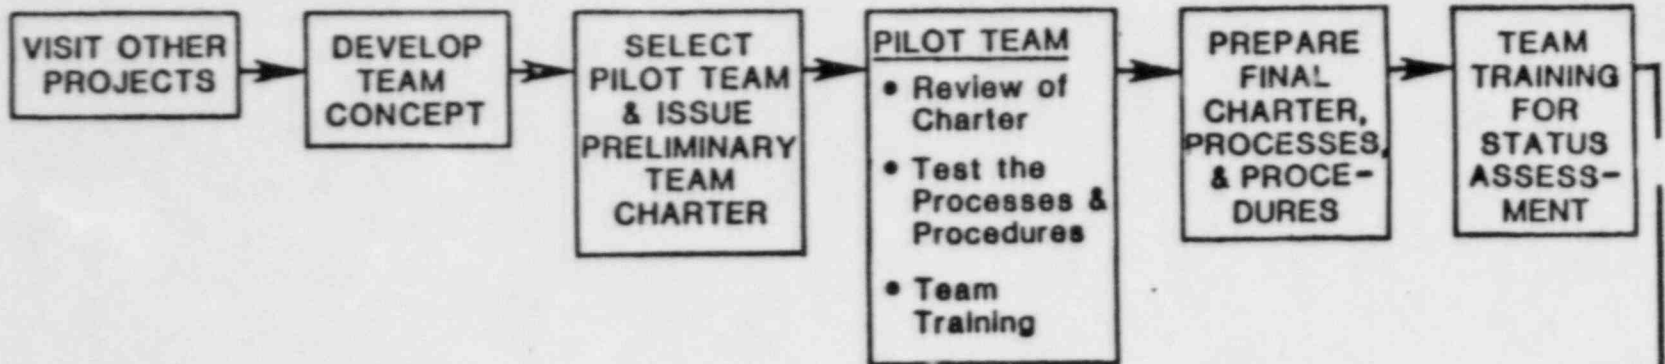 VISIT OTHER
PROJECTS
DEVELOP
TEAM
CONCEPT
SELECT
PILOT TEAM
& ISSUE
PRELIMINARY
TEAM
CHARTER
PILOT TEAM
• Review of
Charter
• Test the
Processes &
Procedures
• Team
Training
PREPARE
FINAL
CHARTER,
PROCESSES,
& PROCE-
DURES
TEAM
TRAINING
FOR
STATUS
ASSESS-
MENT